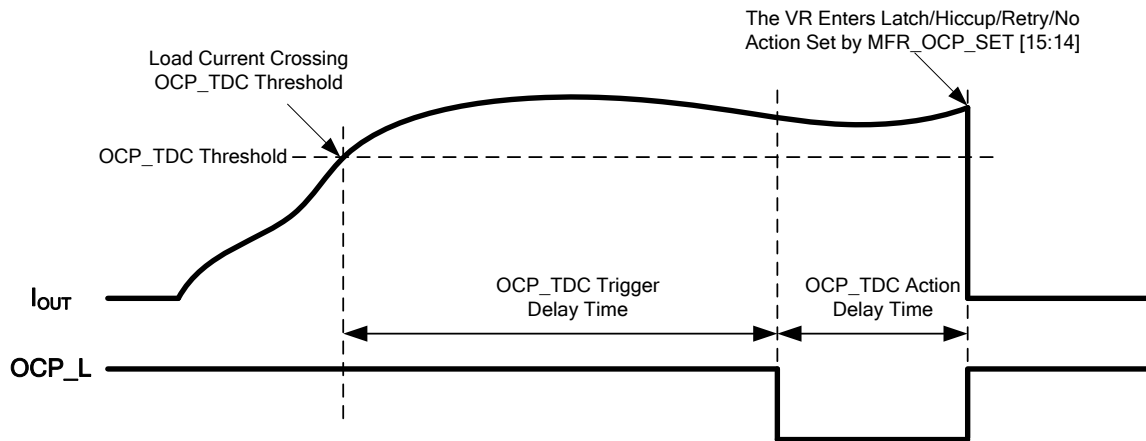 The VR Enters Latch/Hiccup/Retry/No
Action Set by MFR_OCP_SET [15:14]
Load Current Crossing
OCP_TDC Threshold
OCP_TDC Threshold
OCP_TDC Trigger
Delay Time
OCP_TDC Action
Delay Time
IOUT
OCP_L